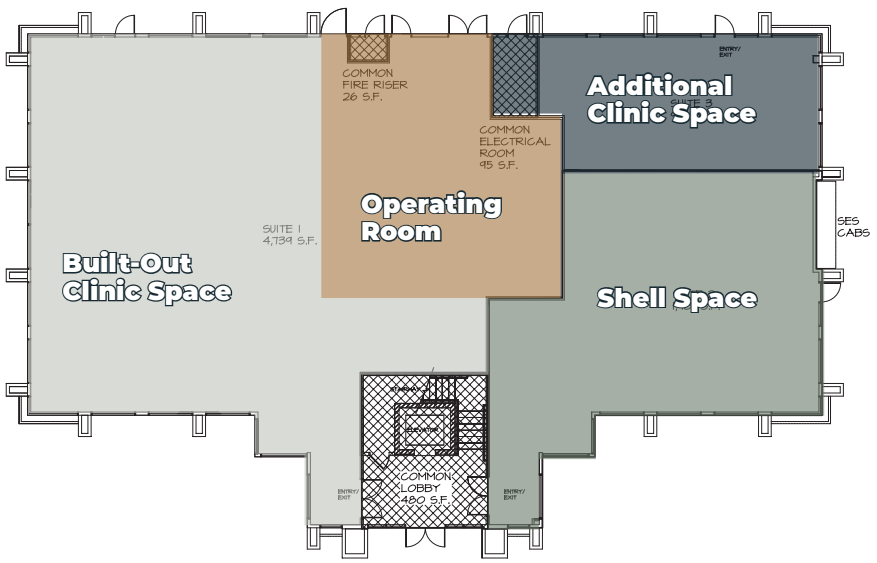 ENTRY/
EXIT
COMMON
FIRE RISER
26 S.F.
Additional
Clinic Space
SUITE 3
COMMON
ELECTRICAL
ROOM
95 S.F.
Operating
Room
SUITE 1
4,739 S.F.
SES
CABS
Built-Out
Clinic Space
Shell Space
STAIRWAY
ELEVATOR
COMMON
LOBBY
480 S.F.
ENTRY/
EXIT
ENTRY/
EXIT